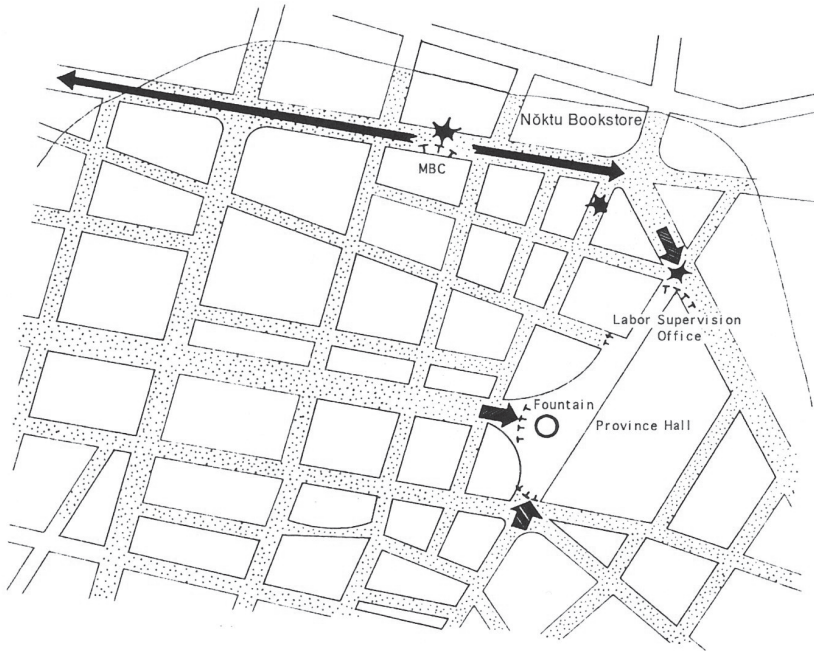 Nŏktu Bookstore
MBC
Labor Supervision
Office
Fountain
Province Hall